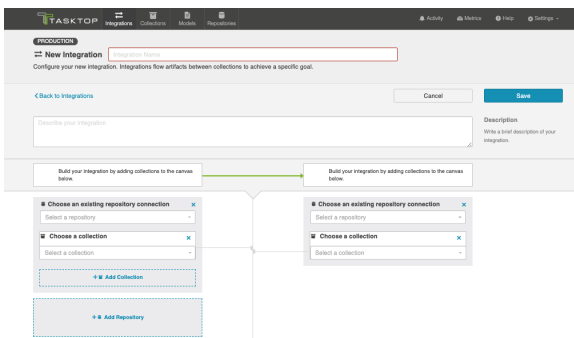 TASKTOP
Integrations
Collections
Models
Repositories
Activity
Metrics
Help
Settings
PRODUCTION
New Integration
Integration Name
Configure your new integration. Integrations flow artifacts between collections to achieve a specific goal.
Back to Integrations
Cancel
Save
Describe your integration
Description
Write a brief description of your
integration.
Build your integration by adding collections to the canvas
below.
Build your integration by adding collections to the canvas
below.
Choose an existing repository connection
Select a repository
Choose a collection
Select a collection
+ Add Collection
+ Add Repository
Choose an existing repository connection
Select a repository
Choose a collection
Select a collection